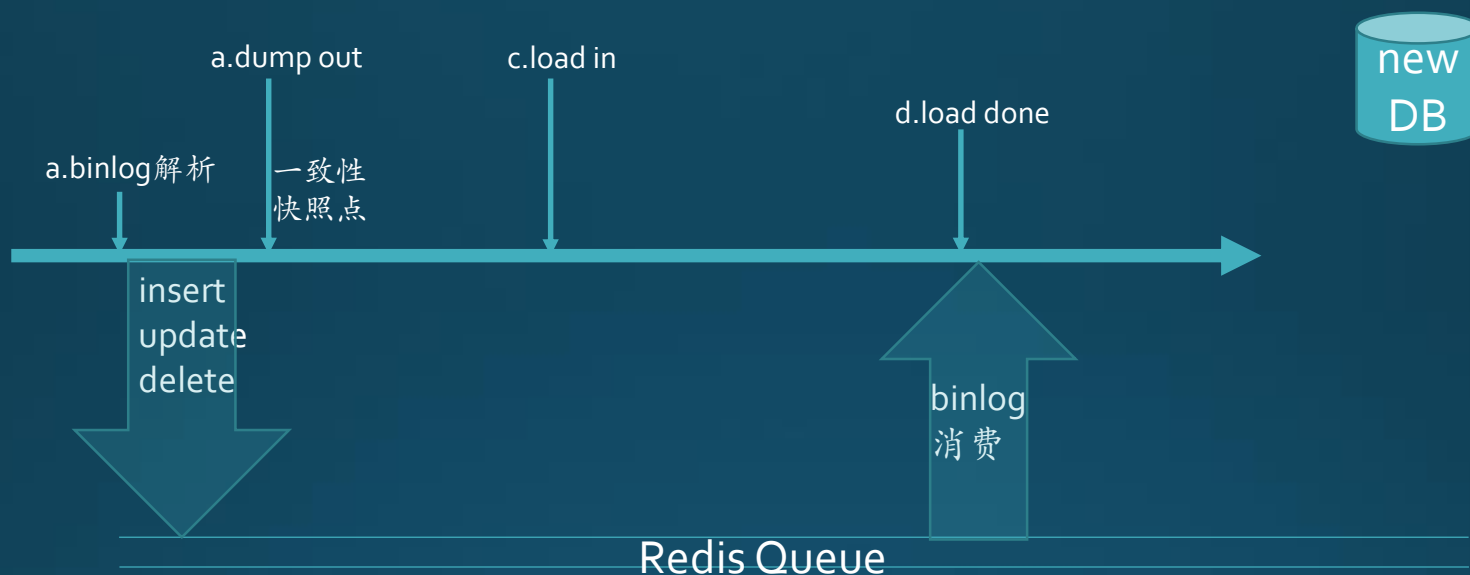 a.dump out
c.load in
new
DB
d.load done
a.binlog解析
一致性
快照点
insert
update
delete
binlog
消费
Redis Queue